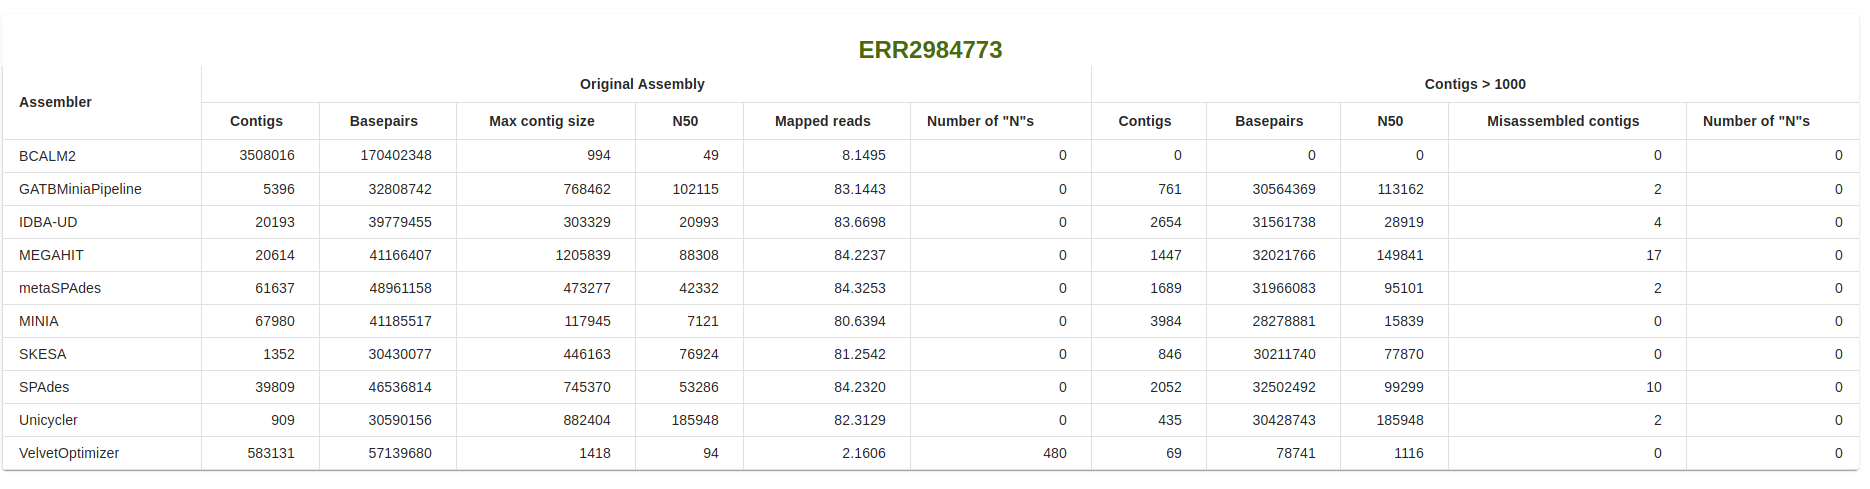 ERR2984773
Assembler Original Assembly Contigs > 1000
Contigs Basepairs Max contig size N50 Mapped reads Number of "N"s Contigs Basepairs N50 Misassembled contigs Number of "N"s
BCALM2 3508016 170402348 994 49 8.1495 0 0 0 0 0 0
GATBMiniaPipeline 5396 32808742 768462 102115 83.1443 0 761 30564369 113162 2 0
IDBA-UD 20193 39779455 303329 20993 83.6698 0 2654 31561738 28919 4 0
MEGAHIT 20614 41166407 1205839 88308 84.2237 0 1447 32021766 149841 17 0
metaSPAdes 61637 48961158 473277 42332 84.3253 0 1689 31966083 95101 2 0
MINIA 67980 41185517 117945 7121 80.6394 0 3984 28278881 15839 0 0
SKESA 1352 30430077 446163 76924 81.2542 0 846 30211740 77870 0 0
SPAdes 39809 46536814 745370 53286 84.2320 0 2052 32502492 99299 10 0
Unicycler 909 30590156 882404 185948 82.3129 0 435 30428743 185948 2 0
VelvetOptimizer 583131 57139680 1418 94 2.1606 480 69 78741 1116 0 0